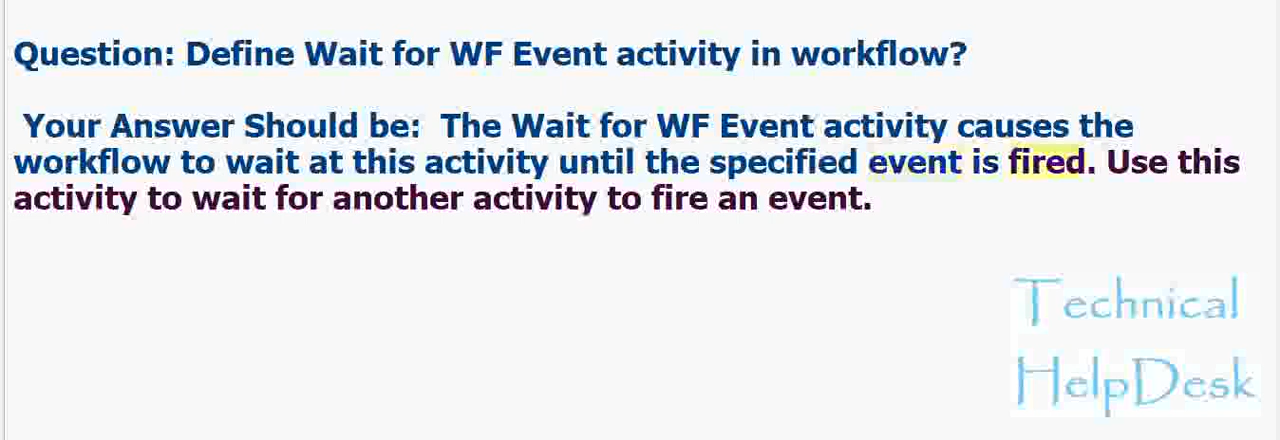 Question: Define Wait for WF Event activity in workflow?
Your Answer Should be:  The Wait for WF Event activity causes the
workflow to wait at this activity until the specified event is fired. Use this
activity to wait for another activity to fire an event.
Technical
HelpDesk